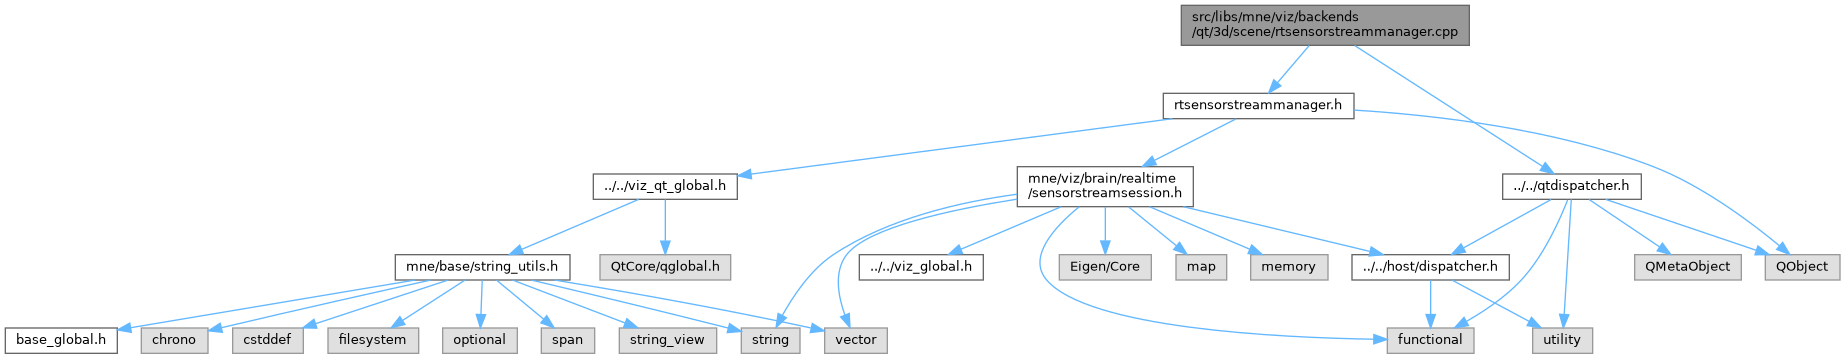 src/libs/mne/viz/backends
/qt/3d/scene/rtsensorstreammanager.cpp
rtsensorstreammanager.h
../../viz_qt_global.h
mne/viz/brain/realtime
/sensorstreamsession.h
../../qtdispatcher.h
mne/base/string_utils.h
QtCore/qglobal.h
../../viz_global.h
Eigen/Core
map
memory
../../host/dispatcher.h
QMetaObject
QObject
base_global.h
chrono
cstddef
filesystem
optional
span
string_view
string
vector
functional
utility